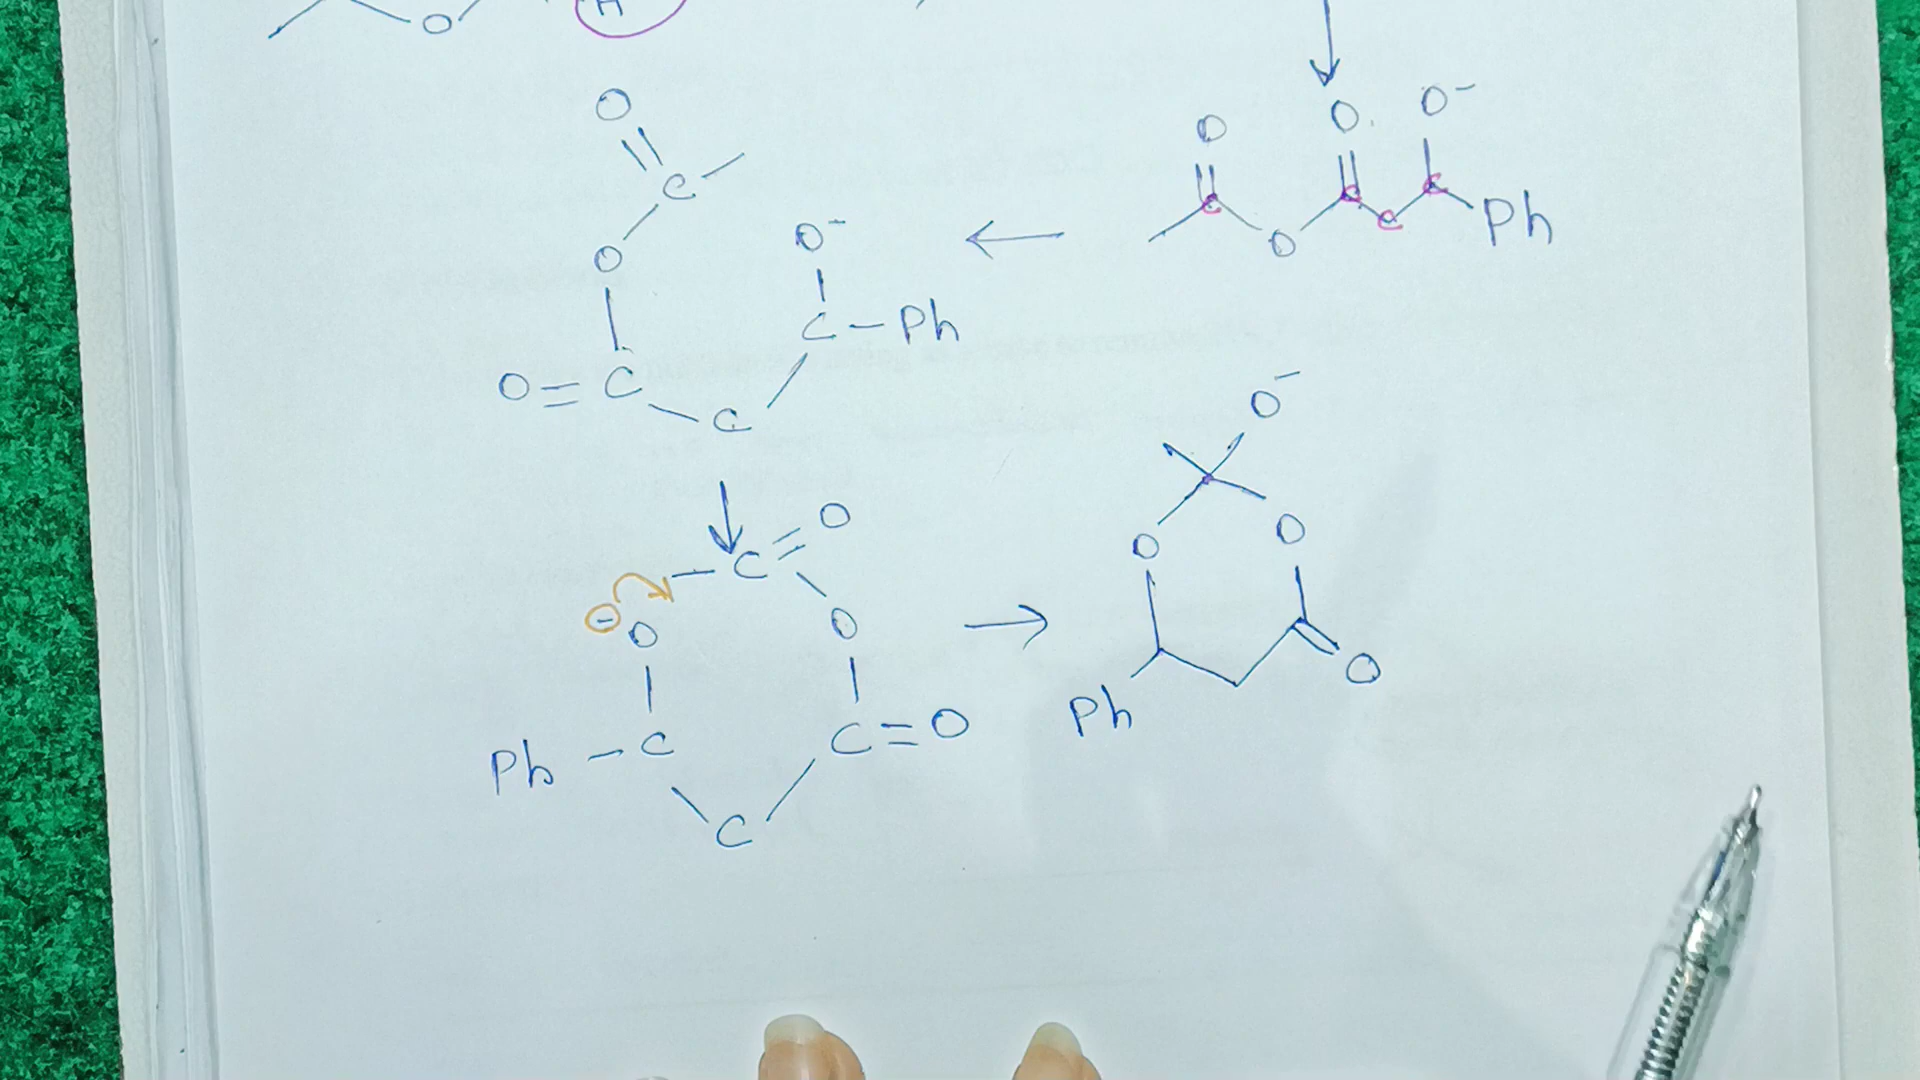 O H
O
C
O
O⁻
C-Ph
O=C
C
O O O⁻
C C C C
O Ph
C=O
⊖ O
O
Ph-C
C=O
C
O⁻
O O
O
Ph